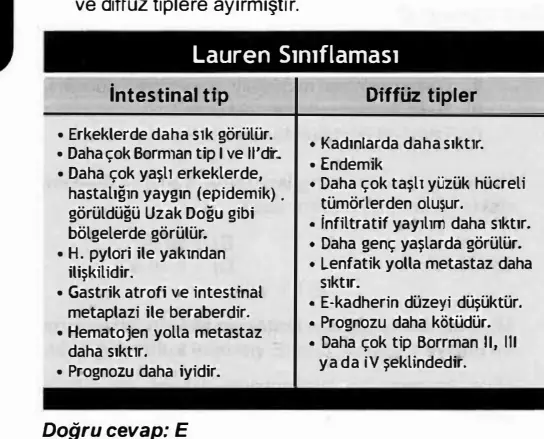 ve diffüz tiplere ayırmıştır.
Lauren Sınıflaması
İntestinal tip
• Erkeklerde daha sık görülür.
• Daha çok Borman tip I ve II'dir.
• Daha çok yaşlı erkeklerde,
hastalığın yaygın (epidemik) .
görüldüğü Uzak Doğu gibi
bölgelerde görülür.
• H. pylori ile yakından
ilişkilidir.
• Gastrik atrofi ve intestinal
metaplazi ile beraberdir.
• Hematojen yolla metastaz
daha sıktır.
• Prognozu daha iyidir.
Diffüz tipler
• Kadınlarda daha sıktır.
• Endemik
• Daha çok taşlı yüzük hücreli
tümörlerden oluşur.
• İnfiltratif yayılım daha sıktır.
• Daha genç yaşlarda görülür.
• Lenfatik yolla metastaz daha
sıktır.
• E-kadherin düzeyi düşüktür.
• Prognozu daha kötüdür.
• Daha çok tip Borrman II, III
ya da iV şeklindedir.
Doğru cevap: E